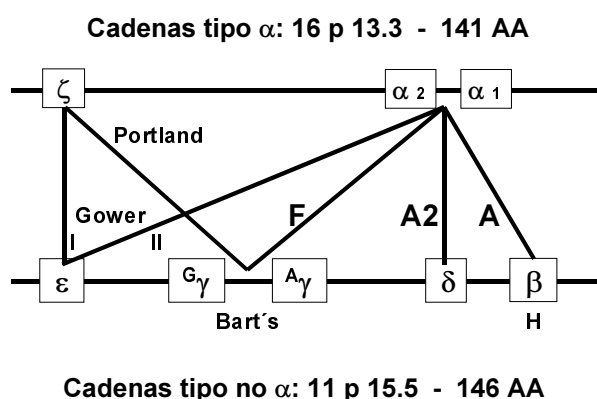 Cadenas tipo α: 16 p 13.3 - 141 AA
ζ α 2 α 1
Portland
Gower F A2 A
I II
ε Gγ Aγ δ β
Bart´s H
Cadenas tipo no α: 11 p 15.5 - 146 AA